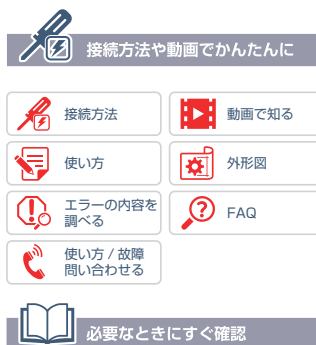 接続方法や動画でかんたんに
接続方法
動画で知る
使い方
外形図
エラーの内容を
調べる
FAQ
使い方 / 故障
問い合わせる
必要なときにすぐ確認